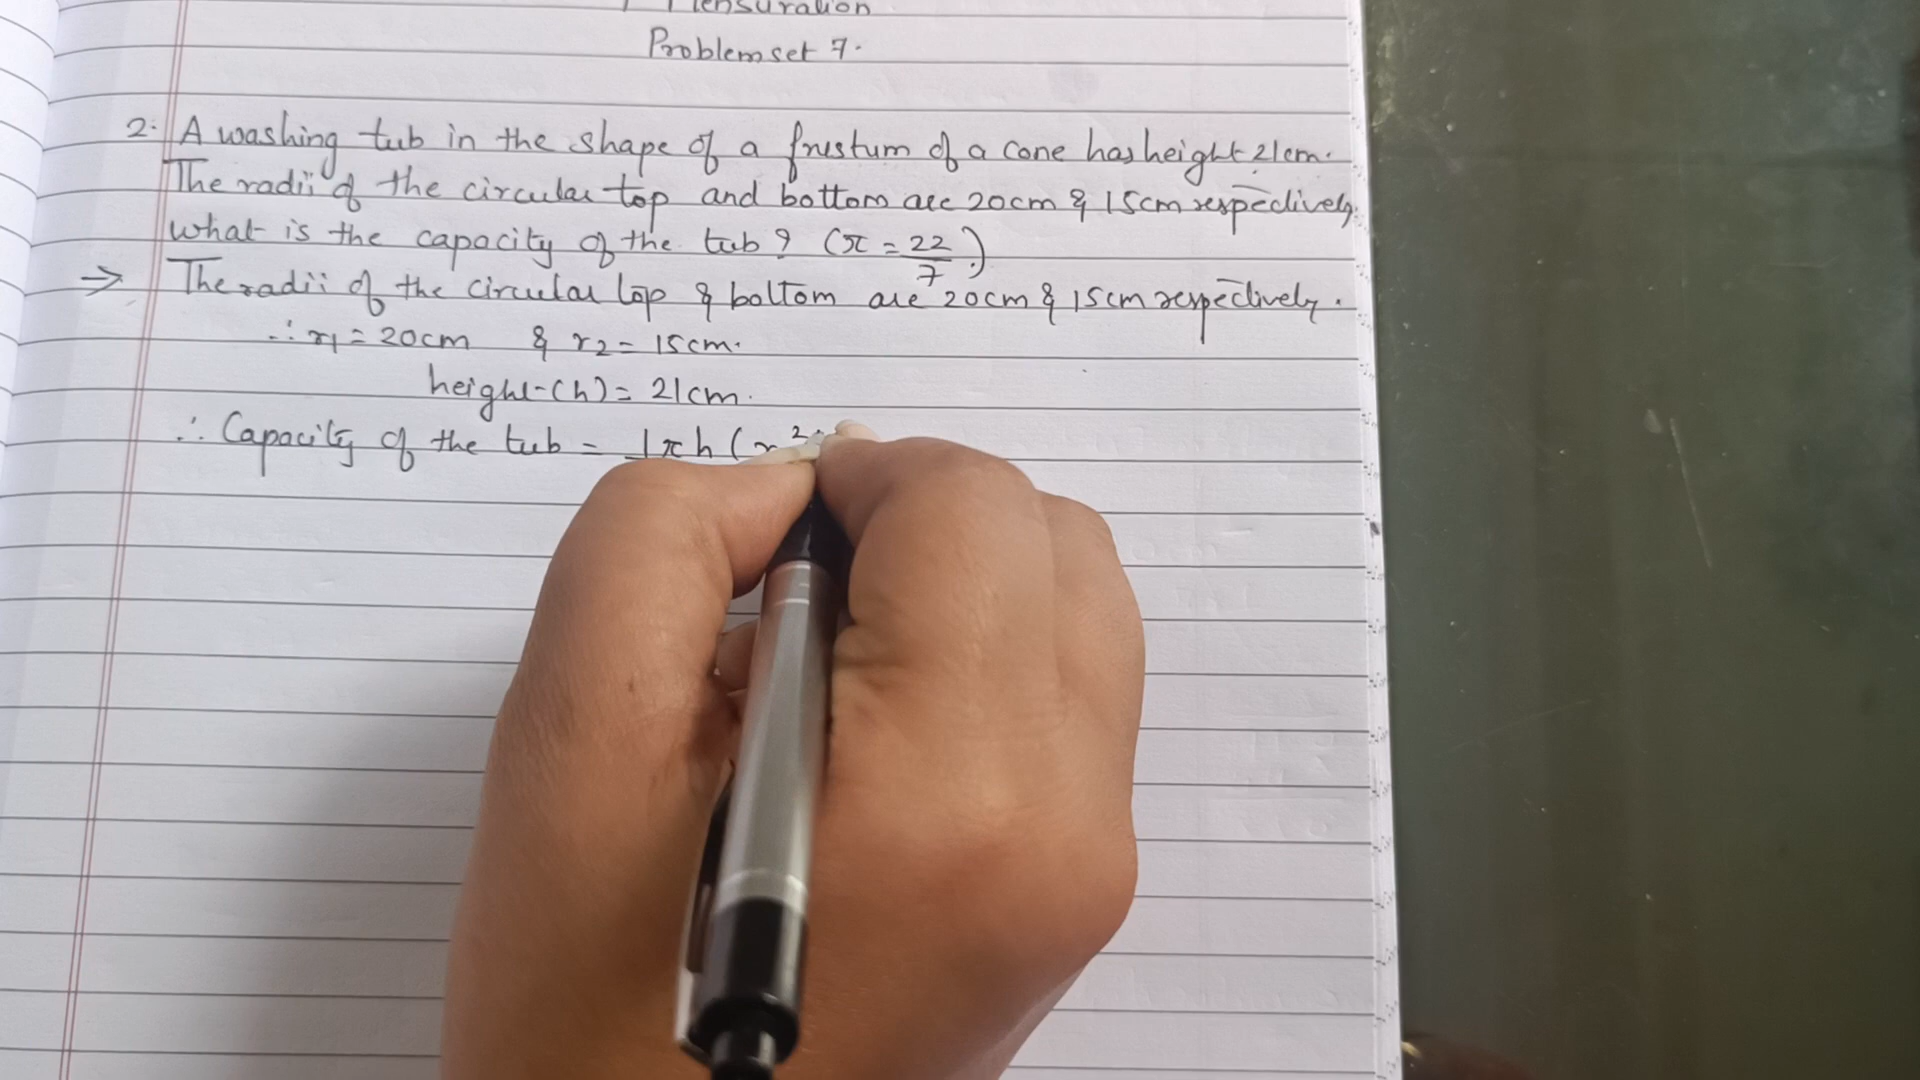 Mensuration
Problem set 7.
2. A washing tub in the shape of a frustum of a cone has height 21cm.
The radii of the circular top and bottom are 20cm & 15cm respectively.
what is the capacity of the tub? (π = 22/7.)
⇒ The radii of the circular top & bottom are 20cm & 15cm respectively.
∴ r1 = 20cm & r2 = 15cm.
height (h) = 21cm.
∴ Capacity of the tub = 1πh (r²